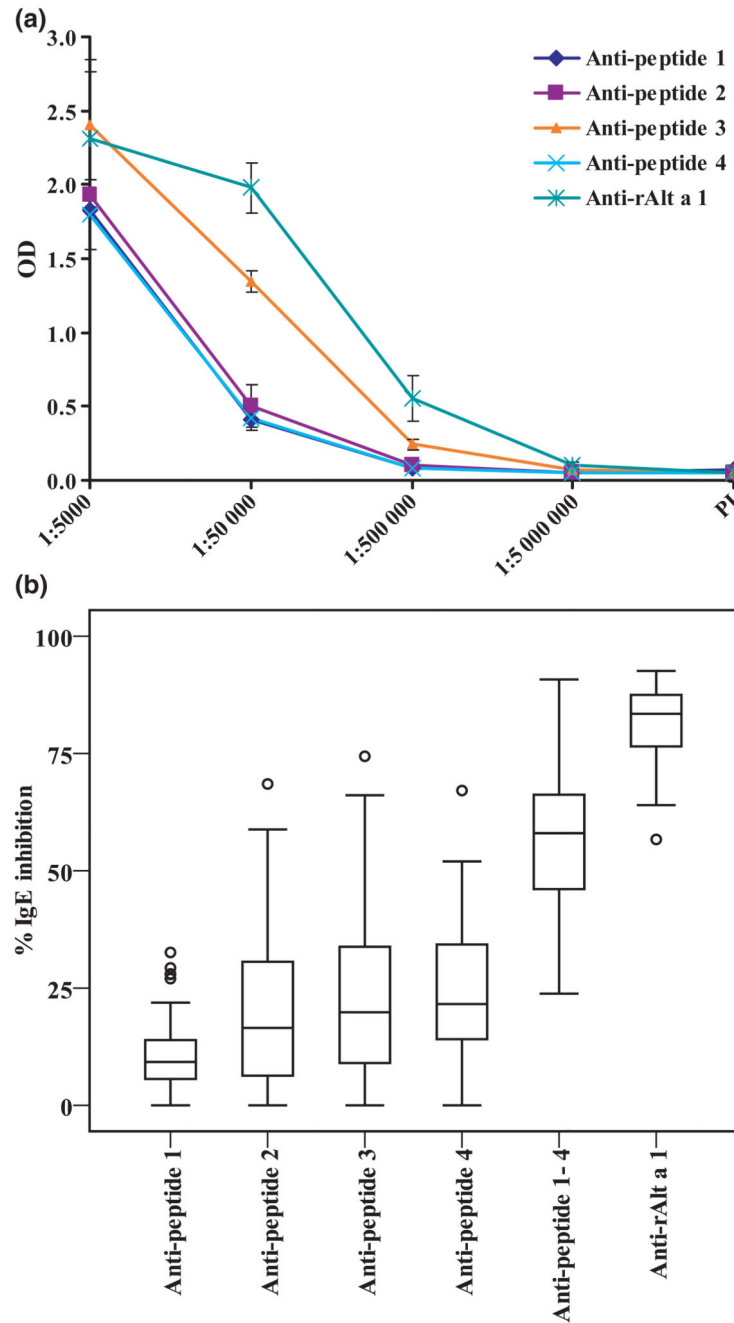 (a)
3.0
2.5
2.0
1.5
1.0
0.5
0.0
OD
Anti-peptide 1
Anti-peptide 2
Anti-peptide 3
Anti-peptide 4
Anti-rAlt a 1
1:5000
1:50 000
1:500 000
1:5 000 000
(b)
100
75
50
25
0
% IgE inhibition
Anti-peptide 1
Anti-peptide 2
Anti-peptide 3
Anti-peptide 4
Anti-peptide 1- 4
Anti-rAlt a 1